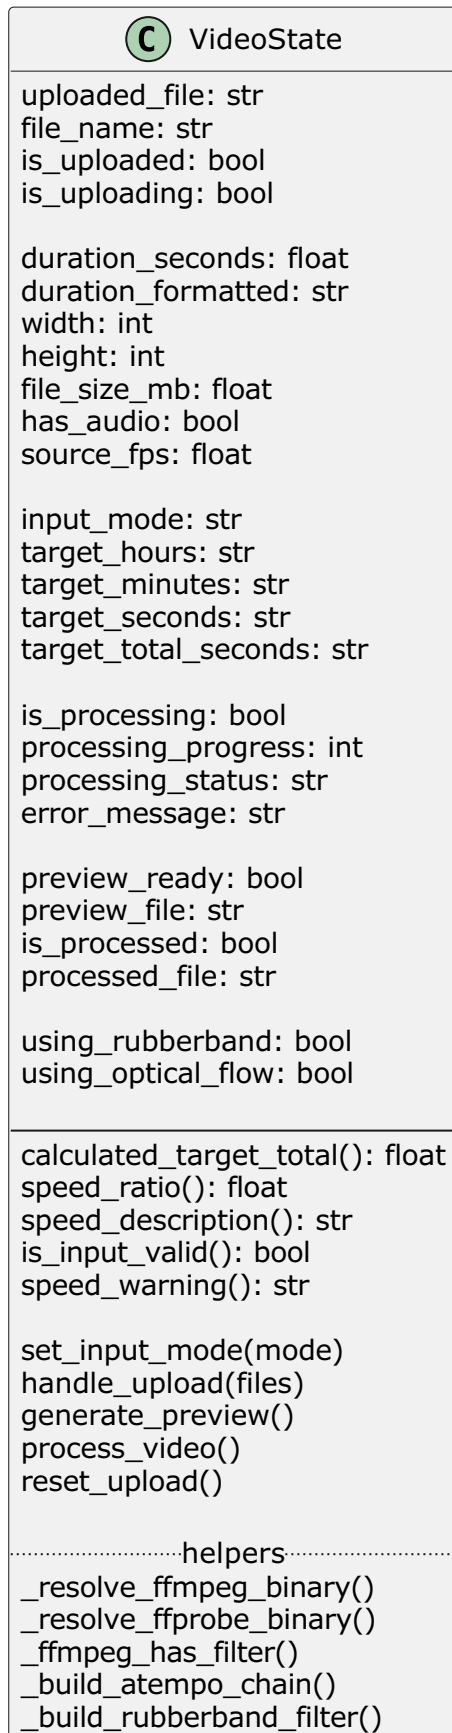 C VideoState
uploaded_file: str
file_name: str
is_uploaded: bool
is_uploading: bool
duration_seconds: float
duration_formatted: str
width: int
height: int
file_size_mb: float
has_audio: bool
source_fps: float
input_mode: str
target_hours: str
target_minutes: str
target_seconds: str
target_total_seconds: str
is_processing: bool
processing_progress: int
processing_status: str
error_message: str
preview_ready: bool
preview_file: str
is_processed: bool
processed_file: str
using_rubberband: bool
using_optical_flow: bool
calculated_target_total(): float
speed_ratio(): float
speed_description(): str
is_input_valid(): bool
speed_warning(): str
set_input_mode(mode)
handle_upload(files)
generate_preview()
process_video()
reset_upload()
helpers
_resolve_ffmpeg_binary()
_resolve_ffprobe_binary()
_ffmpeg_has_filter()
_build_atempo_chain()
_build_rubberband_filter()